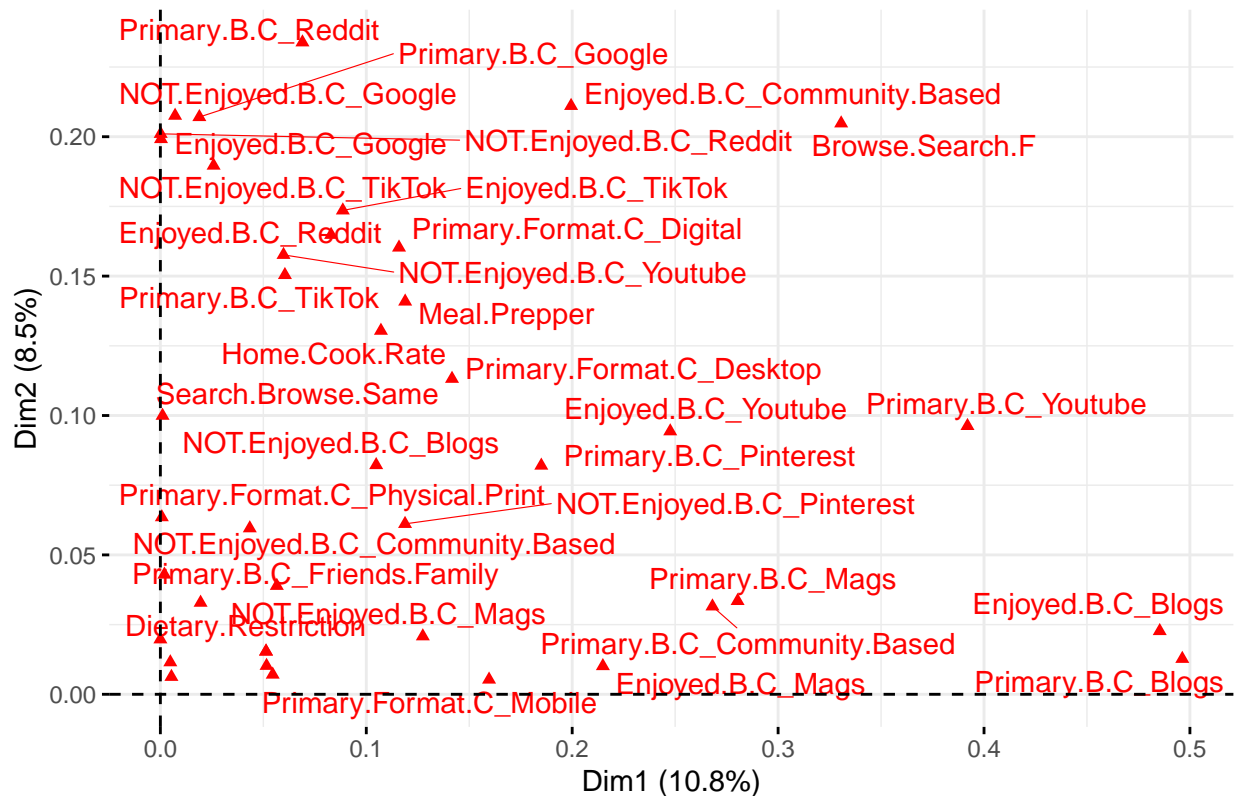 Primary.B.C_Reddit
Primary.B.C_Google
NOT.Enjoyed.B.C_Google
Enjoyed.B.C_Community.Based
Enjoyed.B.C_Google
NOT.Enjoyed.B.C_Reddit
Browse.Search.F
NOT.Enjoyed.B.C_TikTok
Enjoyed.B.C_TikTok
Enjoyed.B.C_Reddit
Primary.Format.C_Digital
NOT.Enjoyed.B.C_Youtube
Primary.B.C_TikTok
Meal.Prepper
Home.Cook.Rate
Primary.Format.C_Desktop
Search.Browse.Same
Enjoyed.B.C_Youtube
Primary.B.C_Youtube
NOT.Enjoyed.B.C_Blogs
Primary.B.C_Pinterest
Primary.Format.C_Physical.Print
NOT.Enjoyed.B.C_Pinterest
NOT.Enjoyed.B.C_Community.Based
Primary.B.C_Friends.Family
Primary.B.C_Mags
NOT.Enjoyed.B.C_Mags
Enjoyed.B.C_Blogs
Dietary.Restriction
Primary.B.C_Community.Based
Enjoyed.B.C_Mags
Primary.B.C_Blogs
Primary.Format.C_Mobile
0.20
0.15
0.10
0.05
0.00
Dim2 (8.5%)
0.0 0.1 0.2 0.3 0.4 0.5
Dim1 (10.8%)